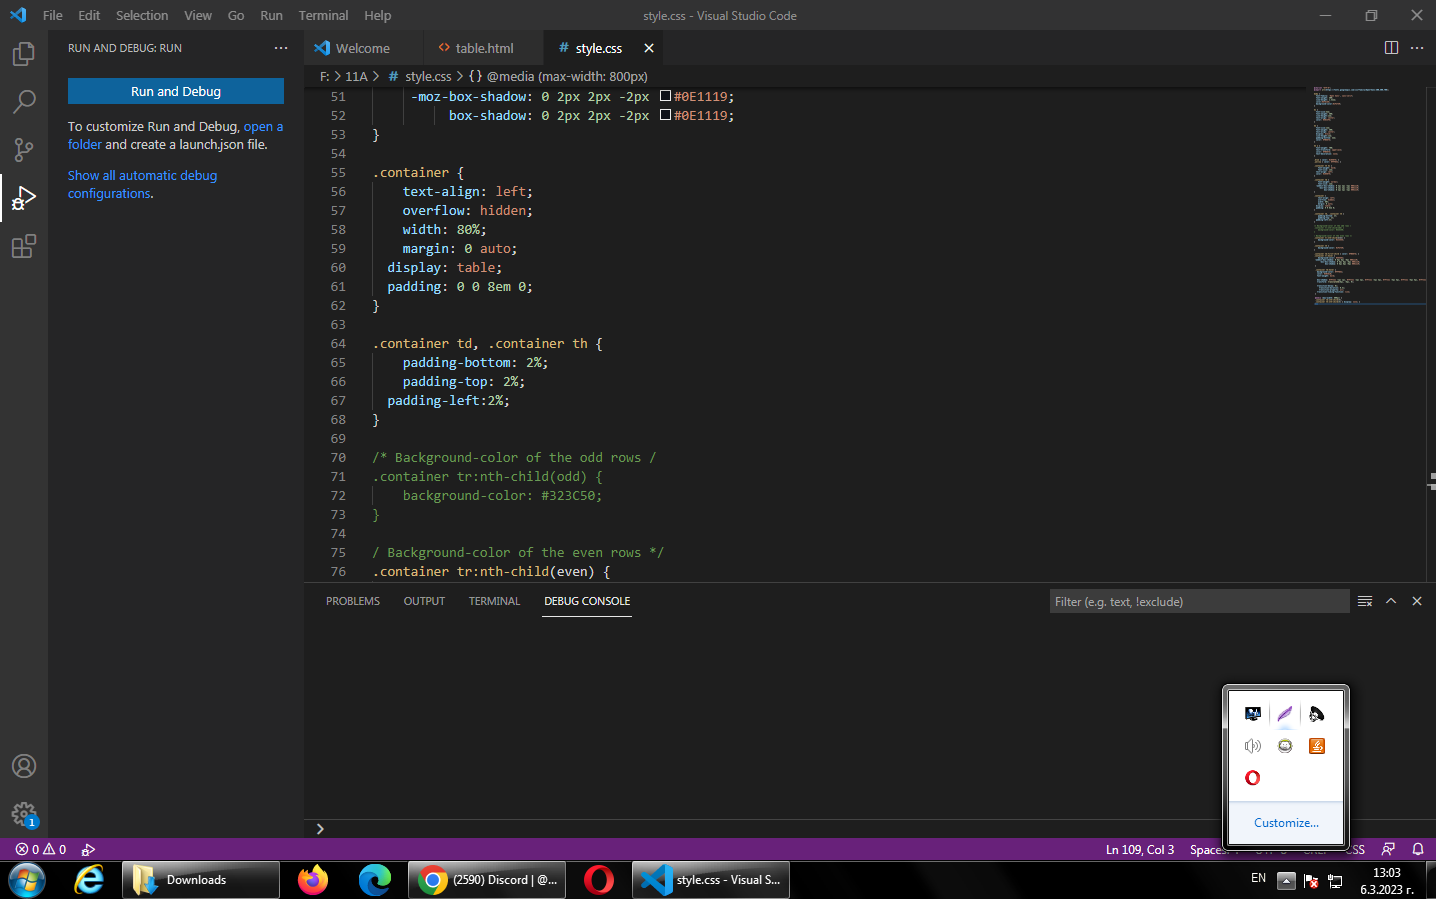 File Edit Selection View Go Run Terminal Help
style.css - Visual Studio Code
RUN AND DEBUG: RUN
Run and Debug
To customize Run and Debug, open a
folder and create a launch.json file.
Show all automatic debug
configurations.
1
Welcome
<> table.html
# style.css
F: > 11A > # style.css > {} @media (max-width: 800px)
51 -moz-box-shadow: 0 2px 2px -2px #0E1119;
52 box-shadow: 0 2px 2px -2px #0E1119;
53 }
54
55 .container {
56 text-align: left;
57 overflow: hidden;
58 width: 80%;
59 margin: 0 auto;
60 display: table;
61 padding: 0 0 8em 0;
62 }
63
64 .container td, .container th {
65 padding-bottom: 2%;
66 padding-top: 2%;
67 padding-left:2%;
68 }
69
70 /* Background-color of the odd rows /
71 .container tr:nth-child(odd) {
72 background-color: #323C50;
73 }
74
75 / Background-color of the even rows */
76 .container tr:nth-child(even) {
PROBLEMS OUTPUT TERMINAL DEBUG CONSOLE
Filter (e.g. text, !exclude)
>
Customize...
0 0
Ln 109, Col 3
Downloads
(2590) Discord | @...
style.css - Visual S...
EN
13:03
6.3.2023 г.